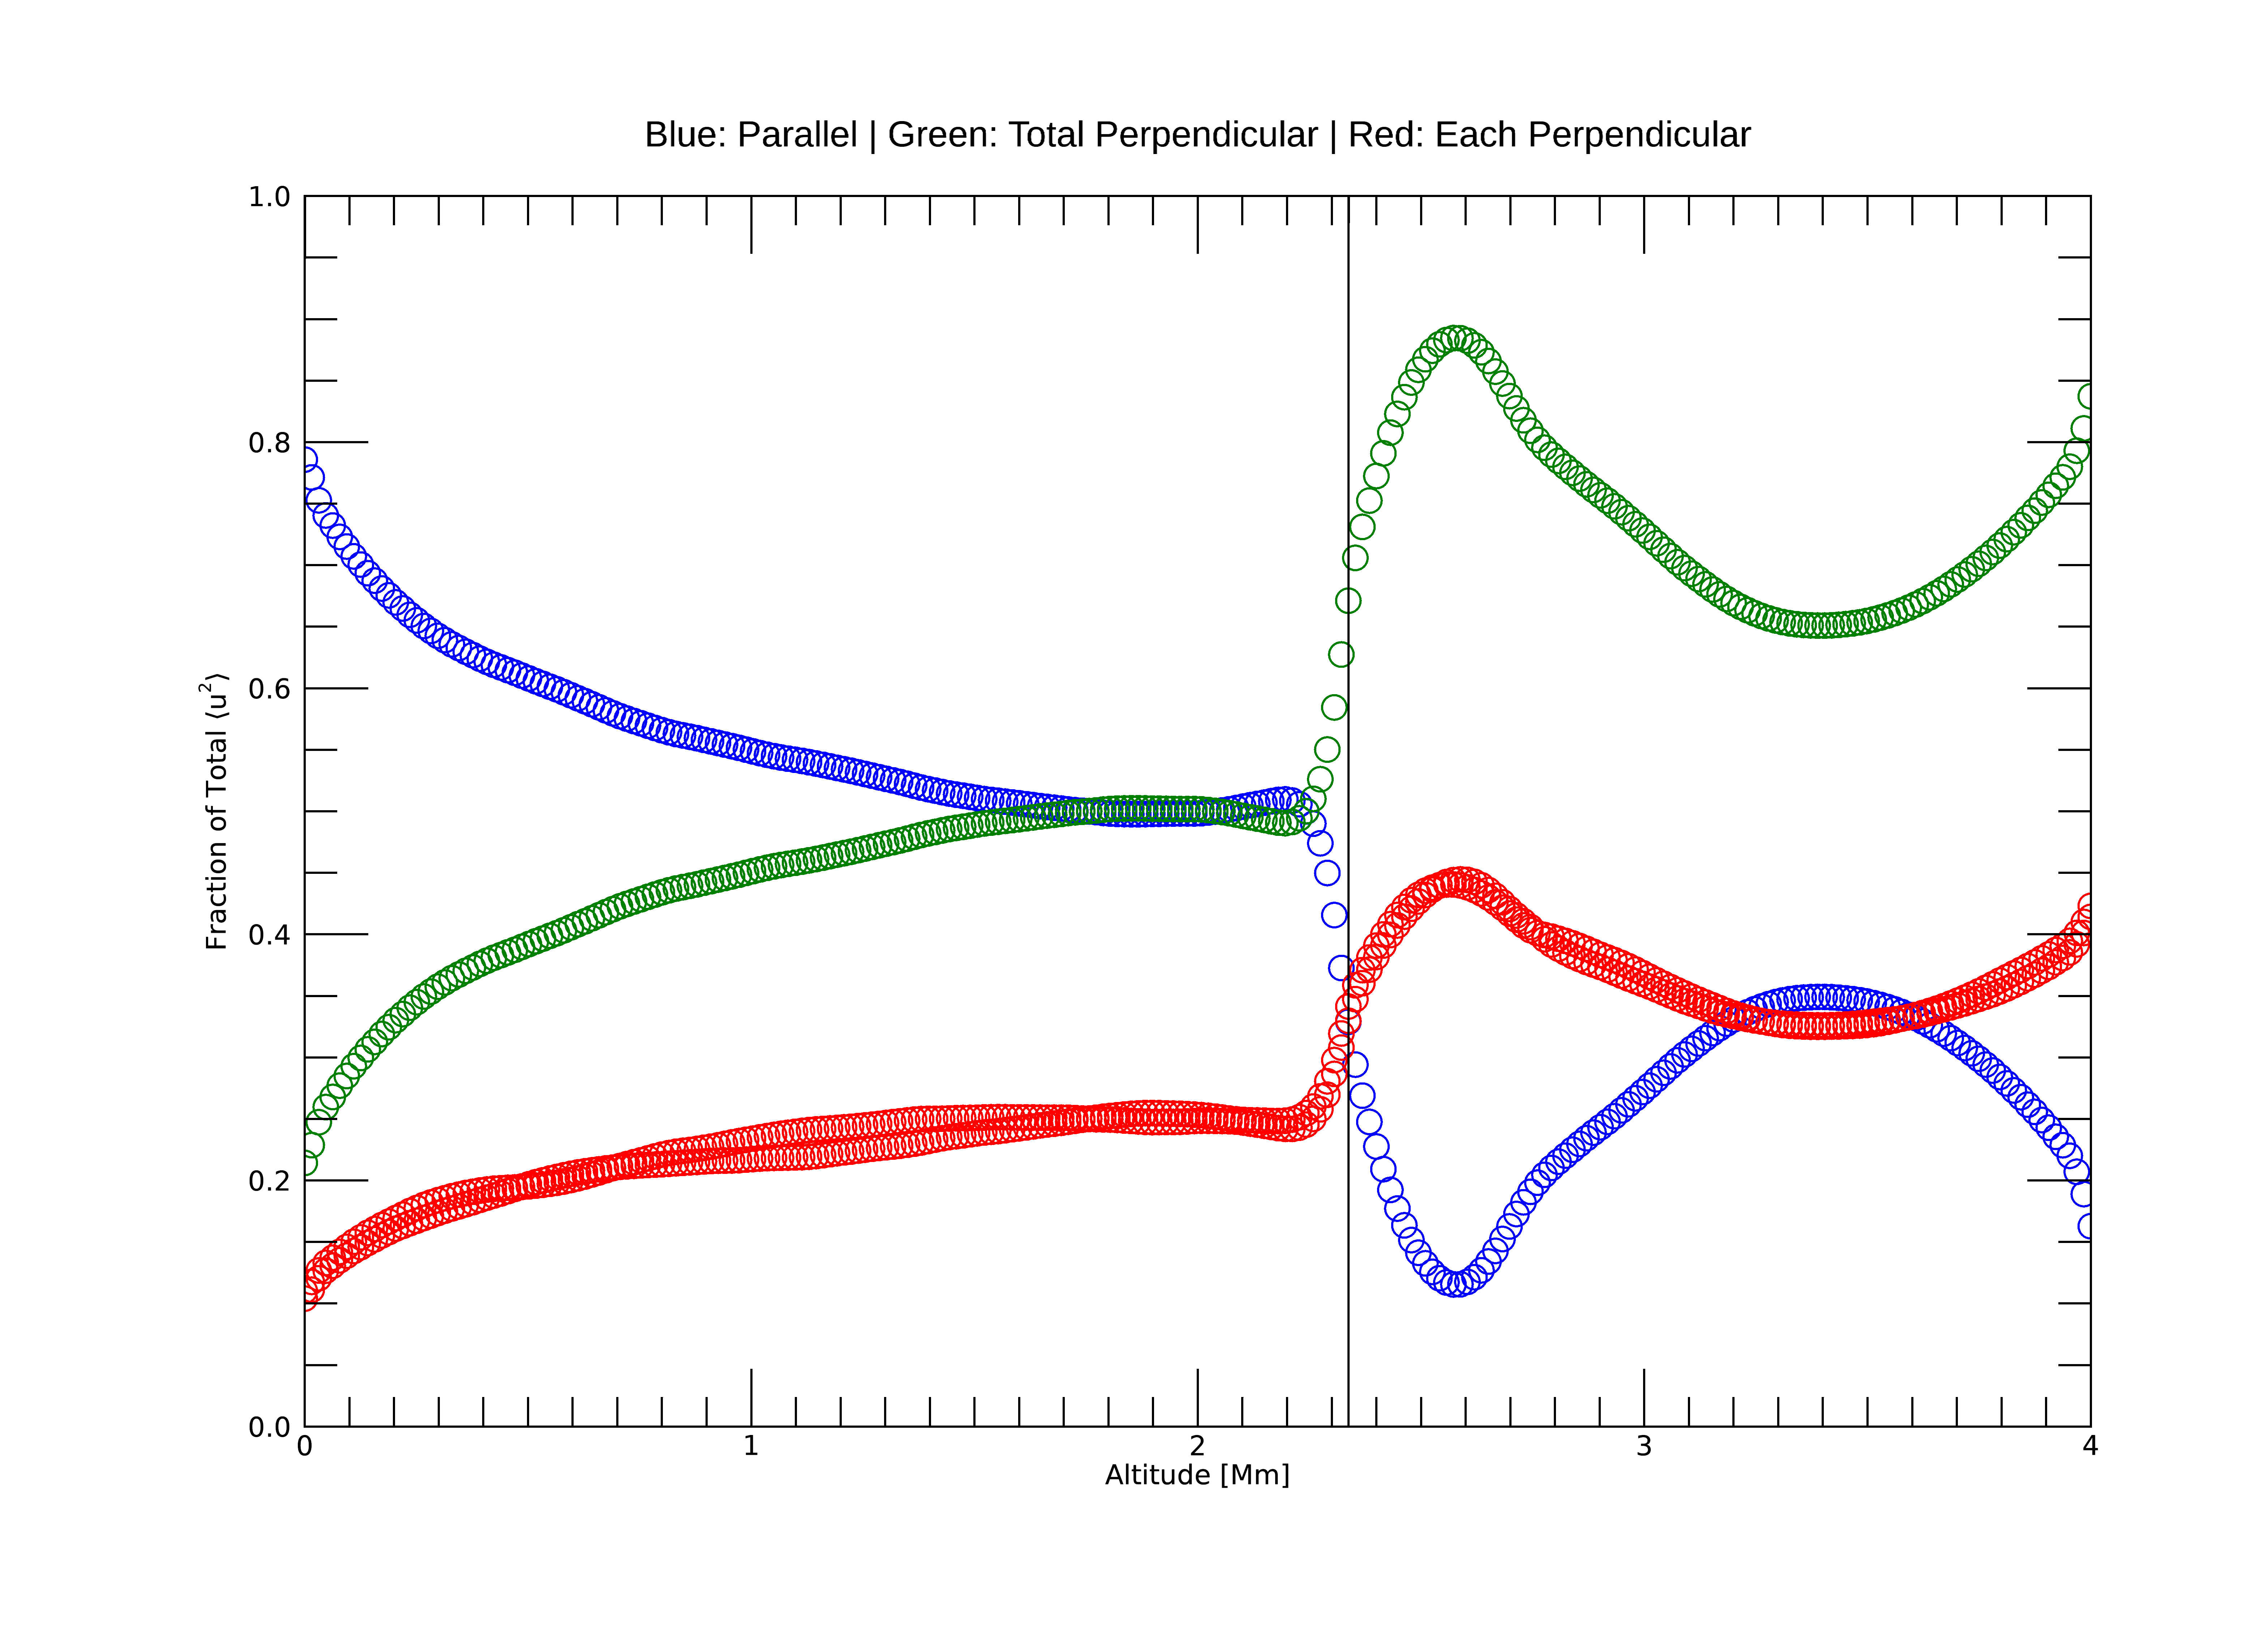 Blue: Parallel | Green: Total Perpendicular | Red: Each Perpendicular
1.0
0.8
0.6
0.4
0.2
0.0
Fraction of Total ⟨u²⟩
0 1 2 3 4
Altitude [Mm]